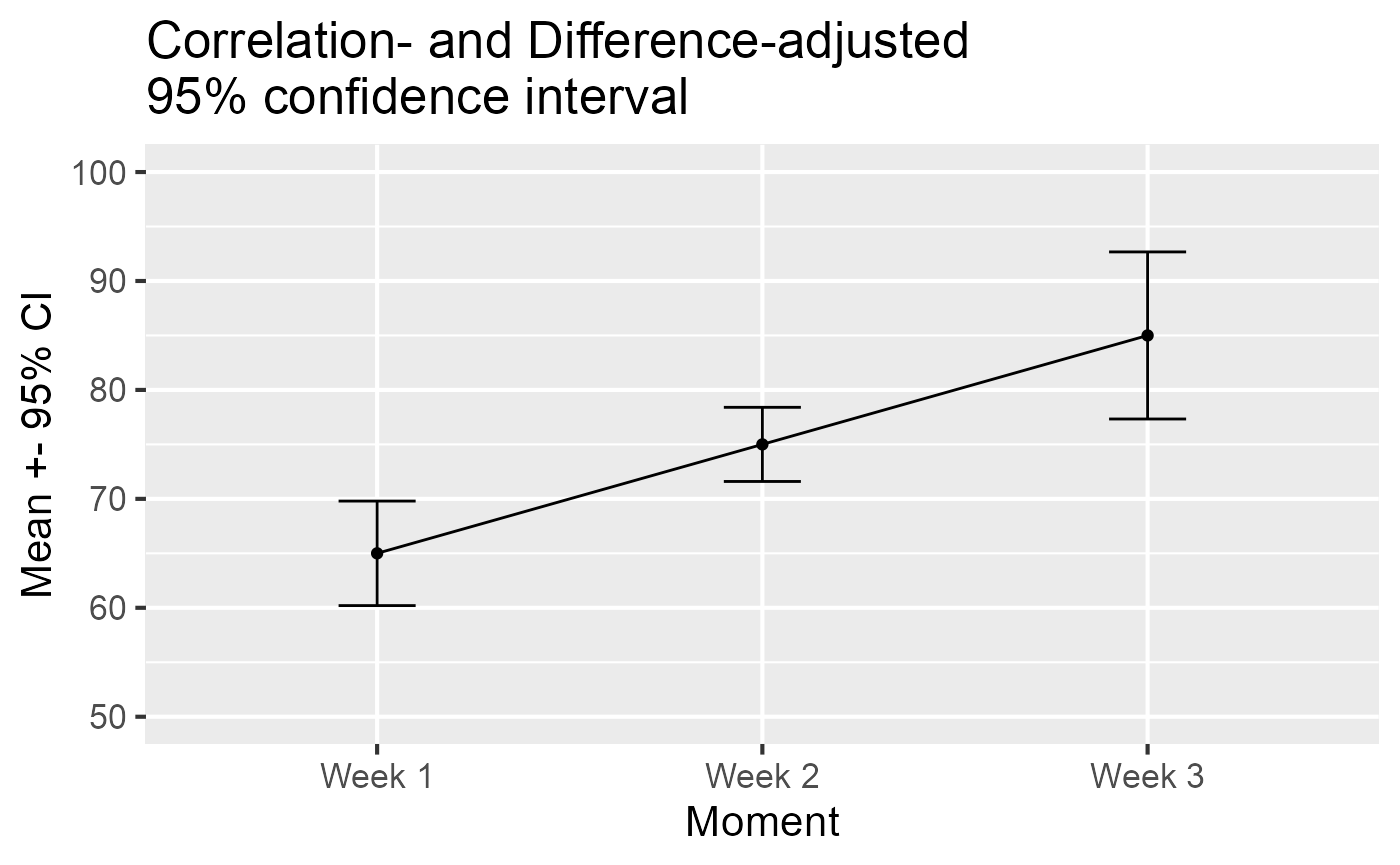 Correlation- and Difference-adjusted
95% confidence interval
Mean +- 95% CI
100
90
80
70
60
50
Week 1
Week 2
Week 3
Moment